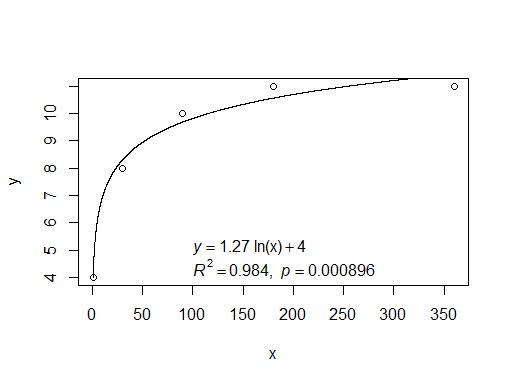 y = 1.27 ln(x) + 4
R2 = 0.984, p = 0.000896
y
4 5 6 7 8 9 10
0 50 100 150 200 250 300 350
x